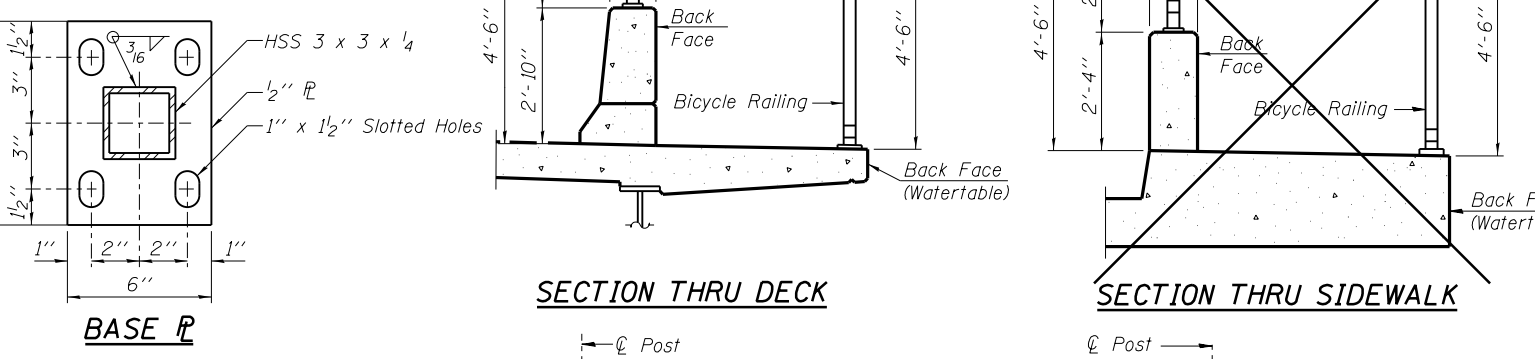 1½"
3"
3"
1½"
3/16
HSS 3 x 3 x ¼
½" ℄
1" x 1½" Slotted Holes
1"
2"
2"
1"
6"
BASE ℄
4'-6"
2'-10"
Back
Face
4'-6"
Bicycle Railing
Back Face
(Watertable)
SECTION THRU DECK
℄ Post
4'-6"
2'-4"
Back
Face
4'-6"
Bicycle Railing
Back F
(Watert
SECTION THRU SIDEWALK
℄ Post